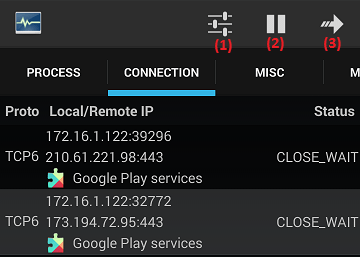 (1) (2) (3)
PROCESS CONNECTION MISC M
Proto Local/Remote IP Status
172.16.1.122:39296
TCP6 210.61.221.98:443 CLOSE_WAIT
Google Play services
172.16.1.122:32772
TCP6 173.194.72.95:443 CLOSE_WAIT
Google Play services